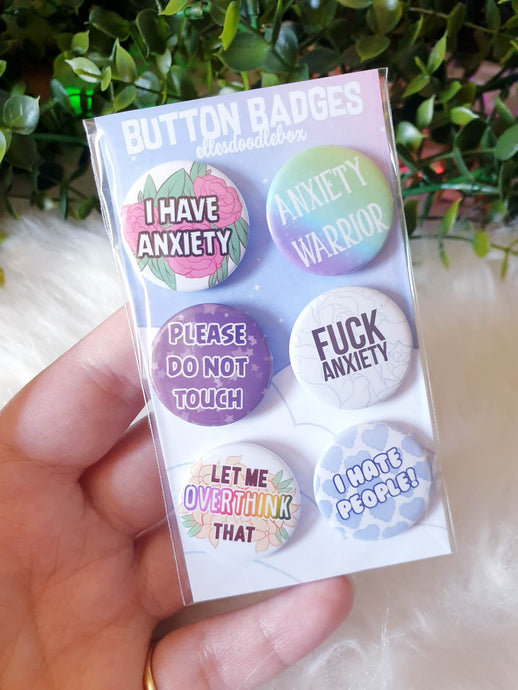 BUTTON BADGES
ellesdoodlebox
I HAVE
ANXIETY
ANXIETY
WARRIOR
PLEASE
DO NOT
TOUCH
FUCK
ANXIETY
LET ME
OVERTHINK
THAT
I HATE
PEOPLE!